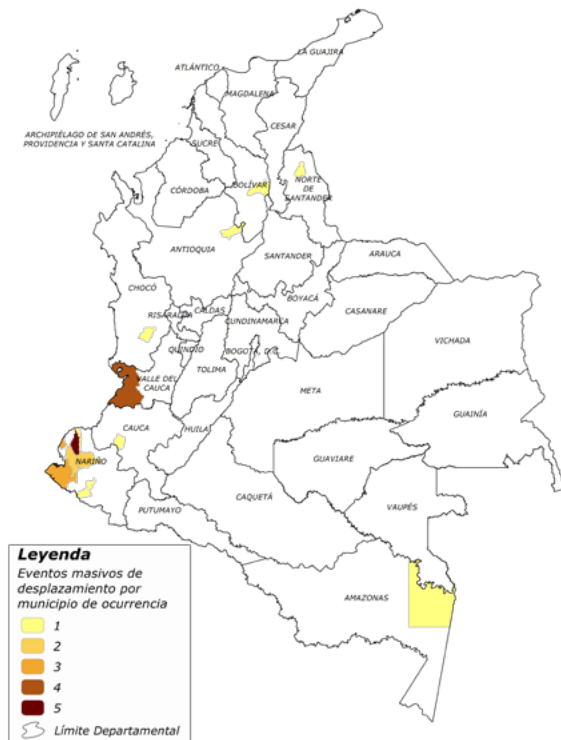 LA GUAJIRA
ATLÁNTICO
MAGDALENA
CESAR
ARCHIPIÉLAGO DE SAN ANDRÉS,
PROVIDENCIA Y SANTA CATALINA
SUCRE
NORTE
DE
SANTANDER
CÓRDOBA
BOLÍVAR
ANTIOQUIA
SANTANDER
ARAUCA
CHOCÓ
BOYACÁ
CASANARE
RISARALDA
CALDAS
CUNDINAMARCA
VICHADA
QUINDIO
BOGOTÁ, D.C.
VALLE DEL
CAUCA
TOLIMA
META
GUAINÍA
CAUCA
HUILA
NARIÑO
GUAVIARE
CAQUETÁ
VAUPÉS
PUTUMAYO
AMAZONAS
Leyenda
Eventos masivos de
desplazamiento por
municipio de ocurrencia
1
2
3
4
5
Límite Departamental